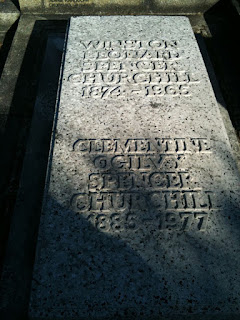 WINSTON
LEONARD
SPENCER
CHURCHILL
1874-1965
CLEMENTINE
OGILVY
SPENCER
CHURCHILL
1885-1977